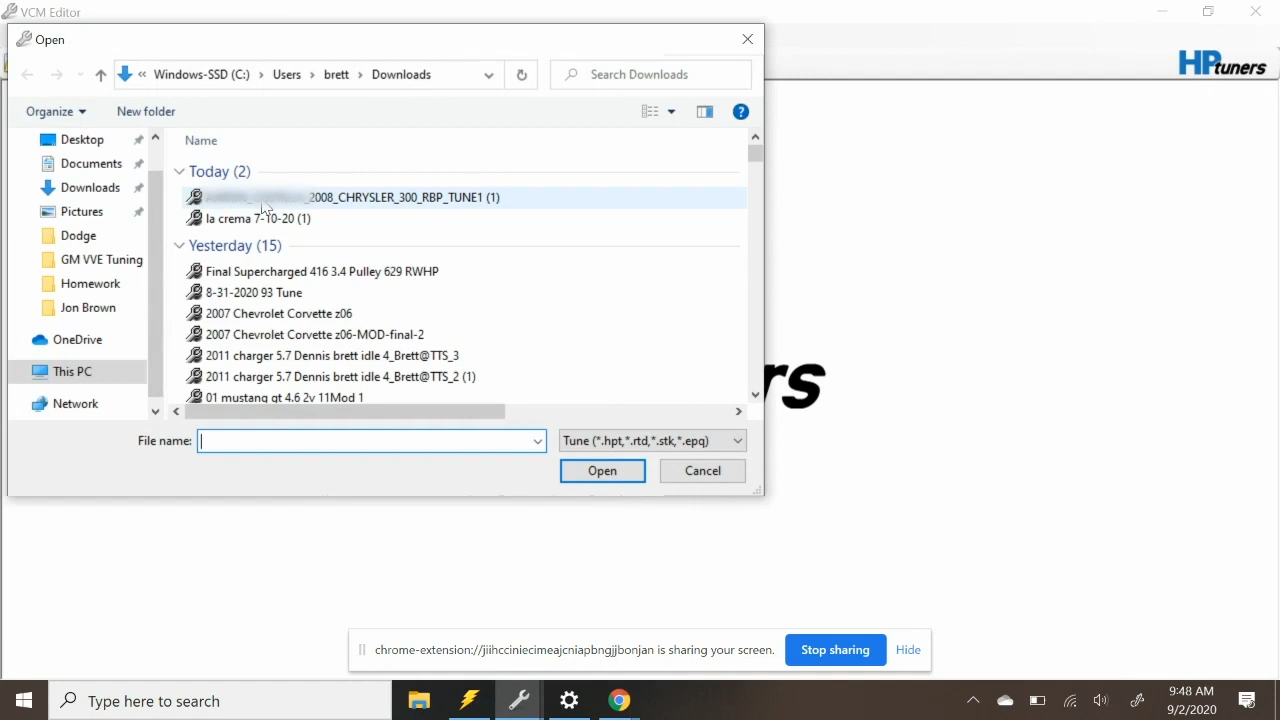 VCM Editor
Open
« Windows-SSD (C:) › Users › brett › Downloads
Search Downloads
HPtuners
Organize
New folder
Name
Desktop
Documents
Downloads
Pictures
Dodge
GM VVE Tuning
Homework
Jon Brown
OneDrive
This PC
Network
Today (2)
_2008_CHRYSLER_300_RBP_TUNE1 (1)
la crema 7-10-20 (1)
Yesterday (15)
Final Supercharged 416 3.4 Pulley 629 RWHP
8-31-2020 93 Tune
2007 Chevrolet Corvette z06
2007 Chevrolet Corvette z06-MOD-final-2
2011 charger 5.7 Dennis brett idle 4_Brett@TTS_3
2011 charger 5.7 Dennis brett idle 4_Brett@TTS_2 (1)
01 mustang gt 4.6 2v 11Mod 1
rs
File name:
Tune (*.hpt,*.rtd,*.stk,*.epq)
Open
Cancel
chrome-extension://jiihcciniecimeajcniapbngjjbonjan is sharing your screen.
Stop sharing
Hide
Type here to search
9:48 AM
9/2/2020